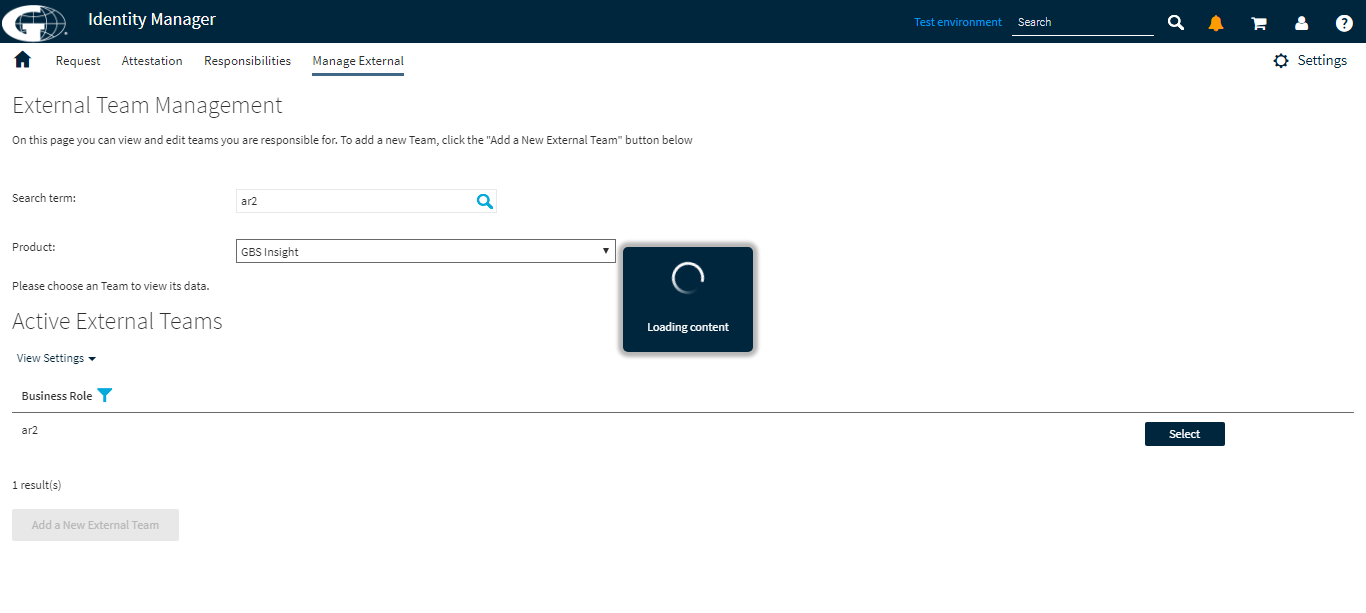 Identity Manager
Test environment
Search
Request Attestation Responsibilities Manage External
Settings
External Team Management
On this page you can view and edit teams you are responsible for. To add a new Team, click the "Add a New External Team" button below
Search term:
ar2
Product:
GBS Insight
Loading content
Please choose an Team to view its data.
Active External Teams
View Settings
Business Role
ar2
Select
1 result(s)
Add a New External Team